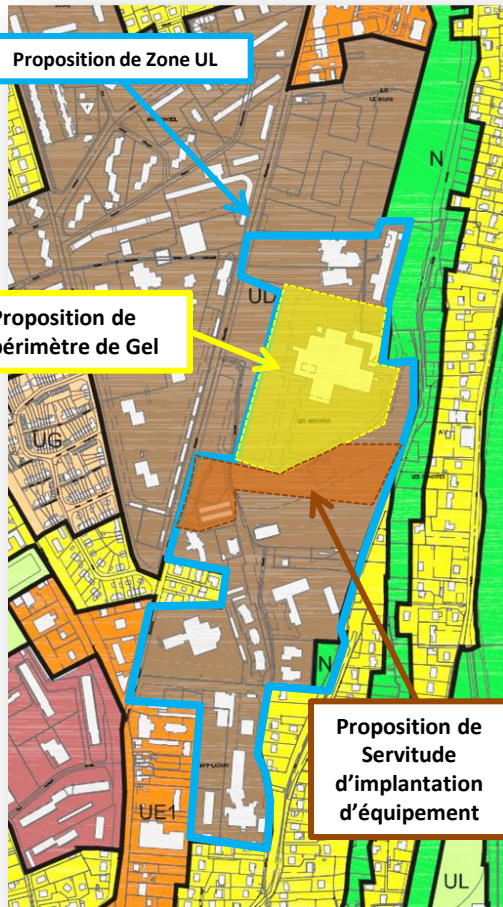 Proposition de Zone UL
N
UD
Proposition de
périmètre de Gel
UG
N
Proposition de
Servitude
d'implantation
d'équipement
UE1
UL